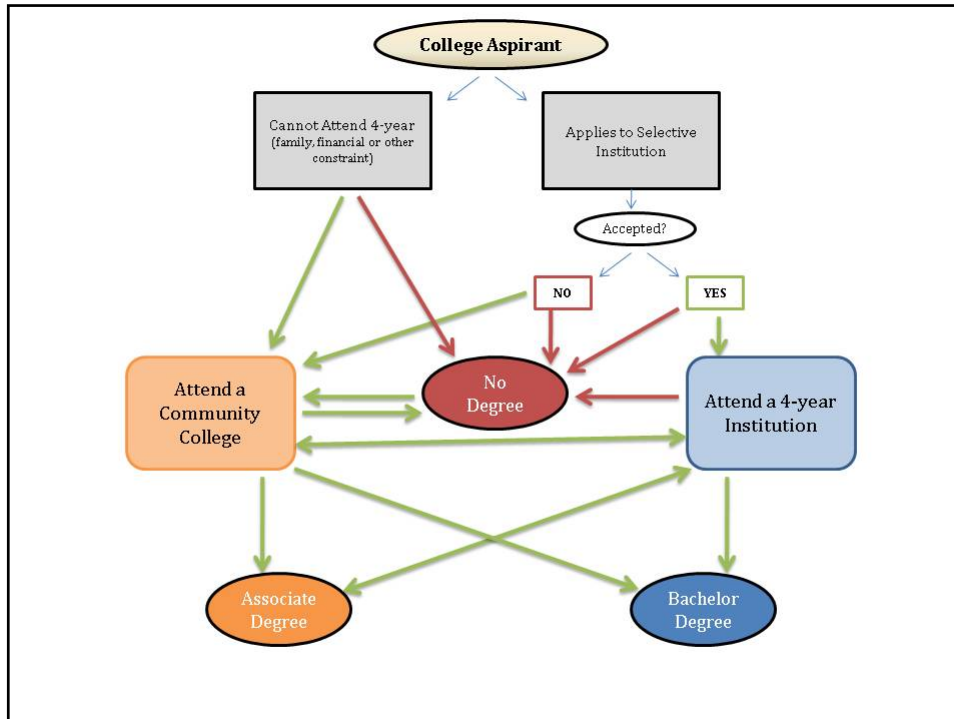 College Aspirant
Cannot Attend 4-year
(family, financial or other
constraint)
Applies to Selective
Institution
Accepted?
NO
YES
Attend a
Community
College
No
Degree
Attend a 4-year
Institution
Associate
Degree
Bachelor
Degree